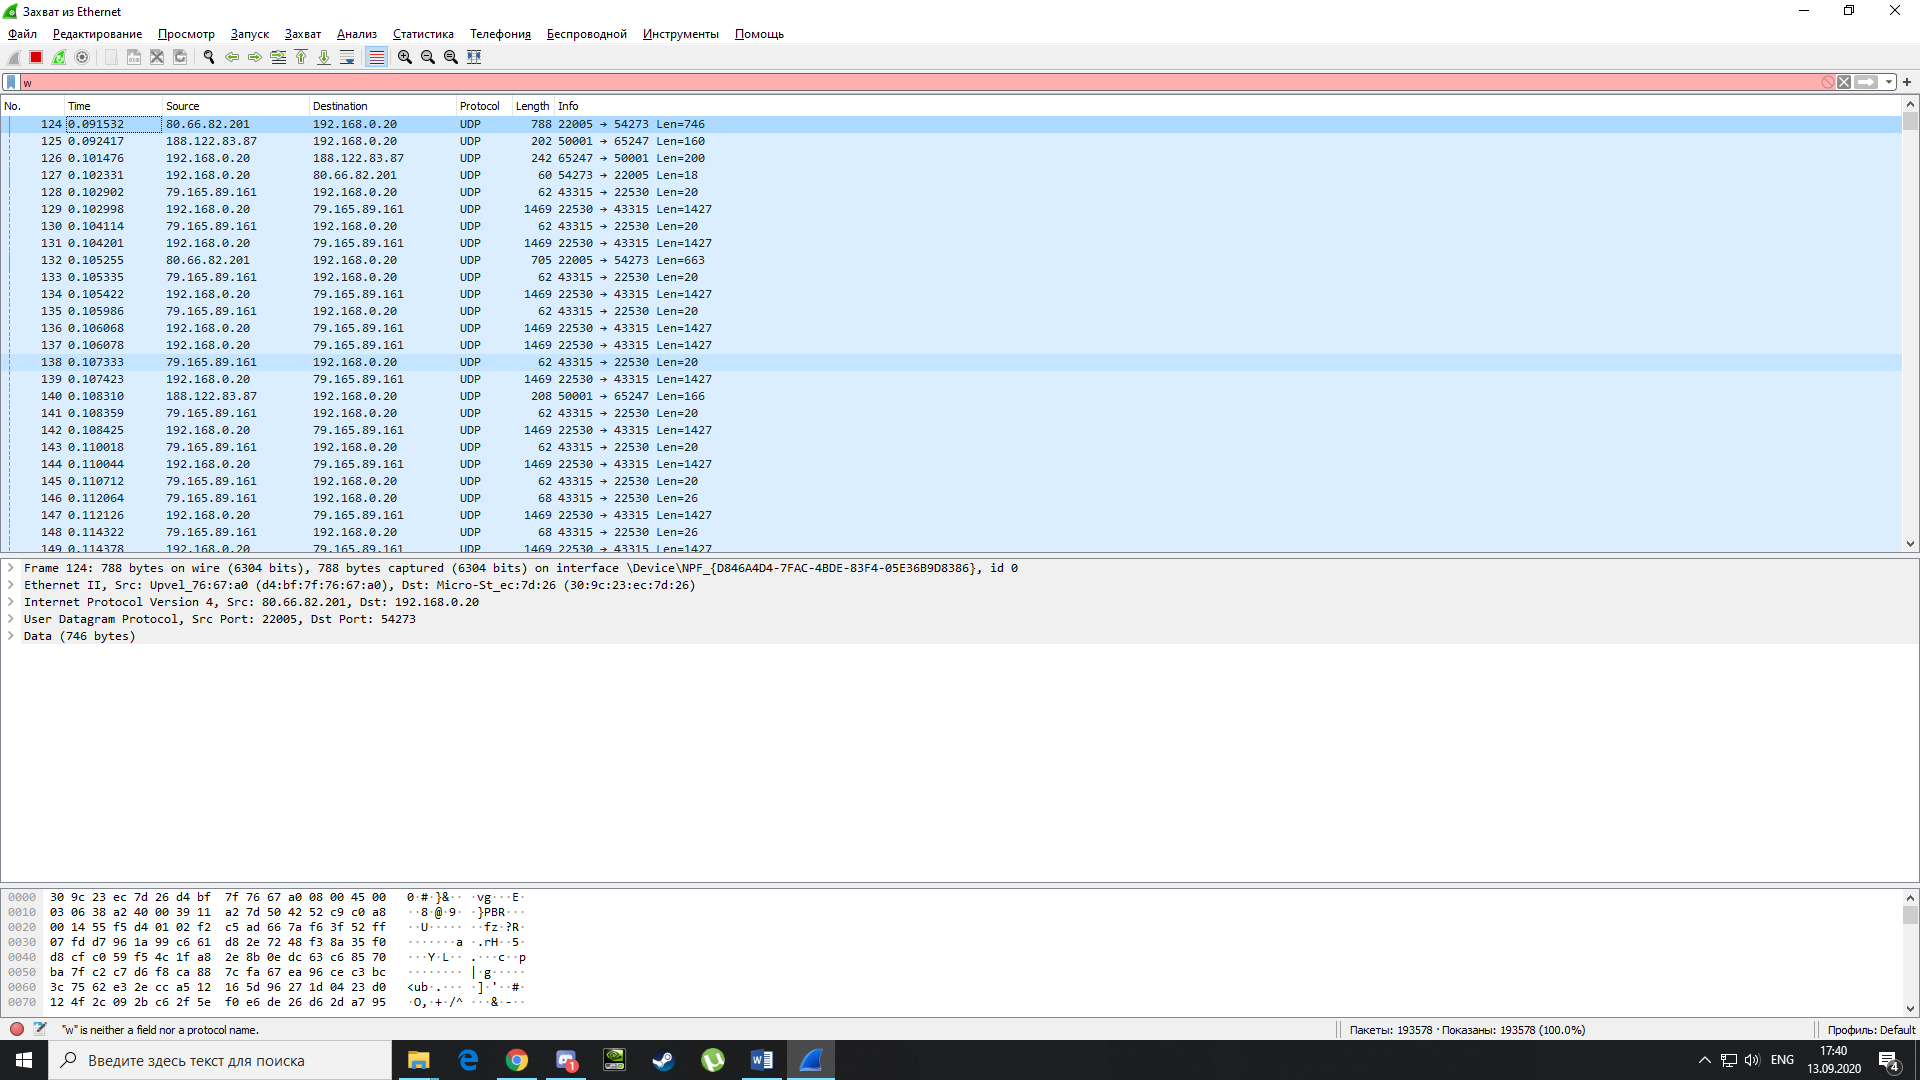 Захват из Ethernet
Файл Редактирование Просмотр Запуск Захват Анализ Статистика Телефония Беспроводной Инструменты Помощь
w
No. Time Source Destination Protocol Length Info
124 0.091532 80.66.82.201 192.168.0.20 UDP 788 22005 → 54273 Len=746
125 0.092417 188.122.83.87 192.168.0.20 UDP 202 50001 → 65247 Len=160
126 0.101476 192.168.0.20 188.122.83.87 UDP 242 65247 → 50001 Len=200
127 0.102331 192.168.0.20 80.66.82.201 UDP 60 54273 → 22005 Len=18
128 0.102902 79.165.89.161 192.168.0.20 UDP 62 43315 → 22530 Len=20
129 0.102998 192.168.0.20 79.165.89.161 UDP 1469 22530 → 43315 Len=1427
130 0.104114 79.165.89.161 192.168.0.20 UDP 62 43315 → 22530 Len=20
131 0.104201 192.168.0.20 79.165.89.161 UDP 1469 22530 → 43315 Len=1427
132 0.105255 80.66.82.201 192.168.0.20 UDP 705 22005 → 54273 Len=663
133 0.105335 79.165.89.161 192.168.0.20 UDP 62 43315 → 22530 Len=20
134 0.105422 192.168.0.20 79.165.89.161 UDP 1469 22530 → 43315 Len=1427
135 0.105986 79.165.89.161 192.168.0.20 UDP 62 43315 → 22530 Len=20
136 0.106068 192.168.0.20 79.165.89.161 UDP 1469 22530 → 43315 Len=1427
137 0.106078 192.168.0.20 79.165.89.161 UDP 1469 22530 → 43315 Len=1427
138 0.107333 79.165.89.161 192.168.0.20 UDP 62 43315 → 22530 Len=20
139 0.107423 192.168.0.20 79.165.89.161 UDP 1469 22530 → 43315 Len=1427
140 0.108310 188.122.83.87 192.168.0.20 UDP 208 50001 → 65247 Len=166
141 0.108359 79.165.89.161 192.168.0.20 UDP 62 43315 → 22530 Len=20
142 0.108425 192.168.0.20 79.165.89.161 UDP 1469 22530 → 43315 Len=1427
143 0.110018 79.165.89.161 192.168.0.20 UDP 62 43315 → 22530 Len=20
144 0.110044 192.168.0.20 79.165.89.161 UDP 1469 22530 → 43315 Len=1427
145 0.110712 79.165.89.161 192.168.0.20 UDP 62 43315 → 22530 Len=20
146 0.112064 79.165.89.161 192.168.0.20 UDP 68 43315 → 22530 Len=26
147 0.112126 192.168.0.20 79.165.89.161 UDP 1469 22530 → 43315 Len=1427
148 0.114322 79.165.89.161 192.168.0.20 UDP 68 43315 → 22530 Len=26
149 0.114378 192.168.0.20 79.165.89.161 UDP 1469 22530 → 43315 Len=1427
Frame 124: 788 bytes on wire (6304 bits), 788 bytes captured (6304 bits) on interface \Device\NPF_{D846A4D4-7FAC-4BDE-83F4-05E36B9D8386}, id 0
Ethernet II, Src: Upvel_76:67:a0 (d4:bf:7f:76:67:a0), Dst: Micro-St_ec:7d:26 (30:9c:23:ec:7d:26)
Internet Protocol Version 4, Src: 80.66.82.201, Dst: 192.168.0.20
User Datagram Protocol, Src Port: 22005, Dst Port: 54273
Data (746 bytes)
0000 30 9c 23 ec 7d 26 d4 bf 7f 76 67 a0 08 00 45 00 0·#·}&·· ·vg···E·
0010 03 06 38 a2 40 00 39 11 a2 7d 50 42 52 c9 c0 a8 ··8·@·9· ·}PBR···
0020 00 14 55 f5 d4 01 02 f2 c5 ad 66 7a f6 3f 52 ff ··U····· ··fz·?R·
0030 07 fd d7 96 1a 99 c6 61 d8 2e 72 48 f3 8a 35 f0 ·······a ·.rH··5·
0040 d8 cf c0 59 f5 4c 1f a8 2e 8b 0e dc 63 c6 85 70 ···Y·L·· .···c··p
0050 ba 7f c2 c7 d6 f8 ca 88 7c fa 67 ea 96 ce c3 bc ········ |·g·····
0060 3c 75 62 e3 2e cc a5 12 16 5d 96 27 1d 04 23 d0 <ub·.··· ·]·'··#·
0070 12 4f 2c 09 2b c6 2f 5e f0 e6 de 26 d6 2d a7 95 ·O,·+·/^ ···&·-··
"w" is neither a field nor a protocol name. Пакеты: 193578 · Показаны: 193578 (100.0%) Профиль: Default
Введите здесь текст для поиска 1 ENG 17:40 4
13.09.2020